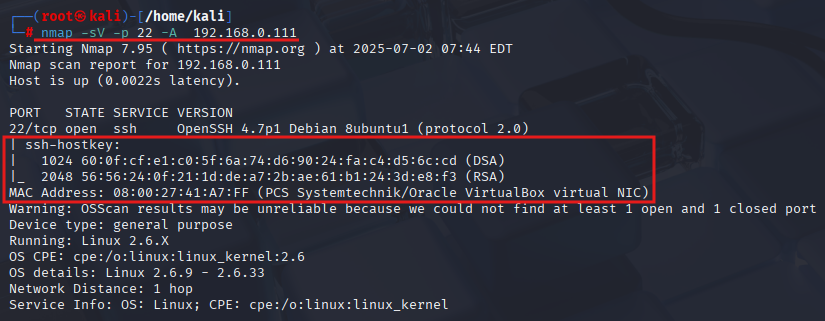 ┌──(root㉿kali)-[/home/kali]
└─# nmap -sV -p 22 -A  192.168.0.111
Starting Nmap 7.95 ( https://nmap.org ) at 2025-07-02 07:44 EDT
Nmap scan report for 192.168.0.111
Host is up (0.0022s latency).
PORT   STATE SERVICE VERSION
22/tcp open  ssh     OpenSSH 4.7p1 Debian 8ubuntu1 (protocol 2.0)
| ssh-hostkey:
|   1024 60:0f:cf:e1:c0:5f:6a:74:d6:90:24:fa:c4:d5:6c:cd (DSA)
|_  2048 56:56:24:0f:21:1d:de:a7:2b:ae:61:b1:24:3d:e8:f3 (RSA)
MAC Address: 08:00:27:41:A7:FF (PCS Systemtechnik/Oracle VirtualBox virtual NIC)
Warning: OSScan results may be unreliable because we could not find at least 1 open and 1 closed port
Device type: general purpose
Running: Linux 2.6.X
OS CPE: cpe:/o:linux:linux_kernel:2.6
OS details: Linux 2.6.9 - 2.6.33
Network Distance: 1 hop
Service Info: OS: Linux; CPE: cpe:/o:linux:linux_kernel